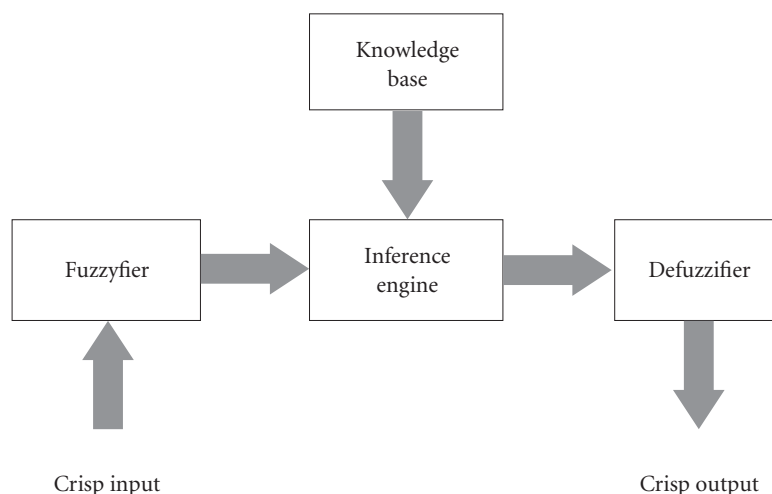 Knowledge
base
Fuzzyfier
Inference
engine
Defuzzifier
Crisp input
Crisp output